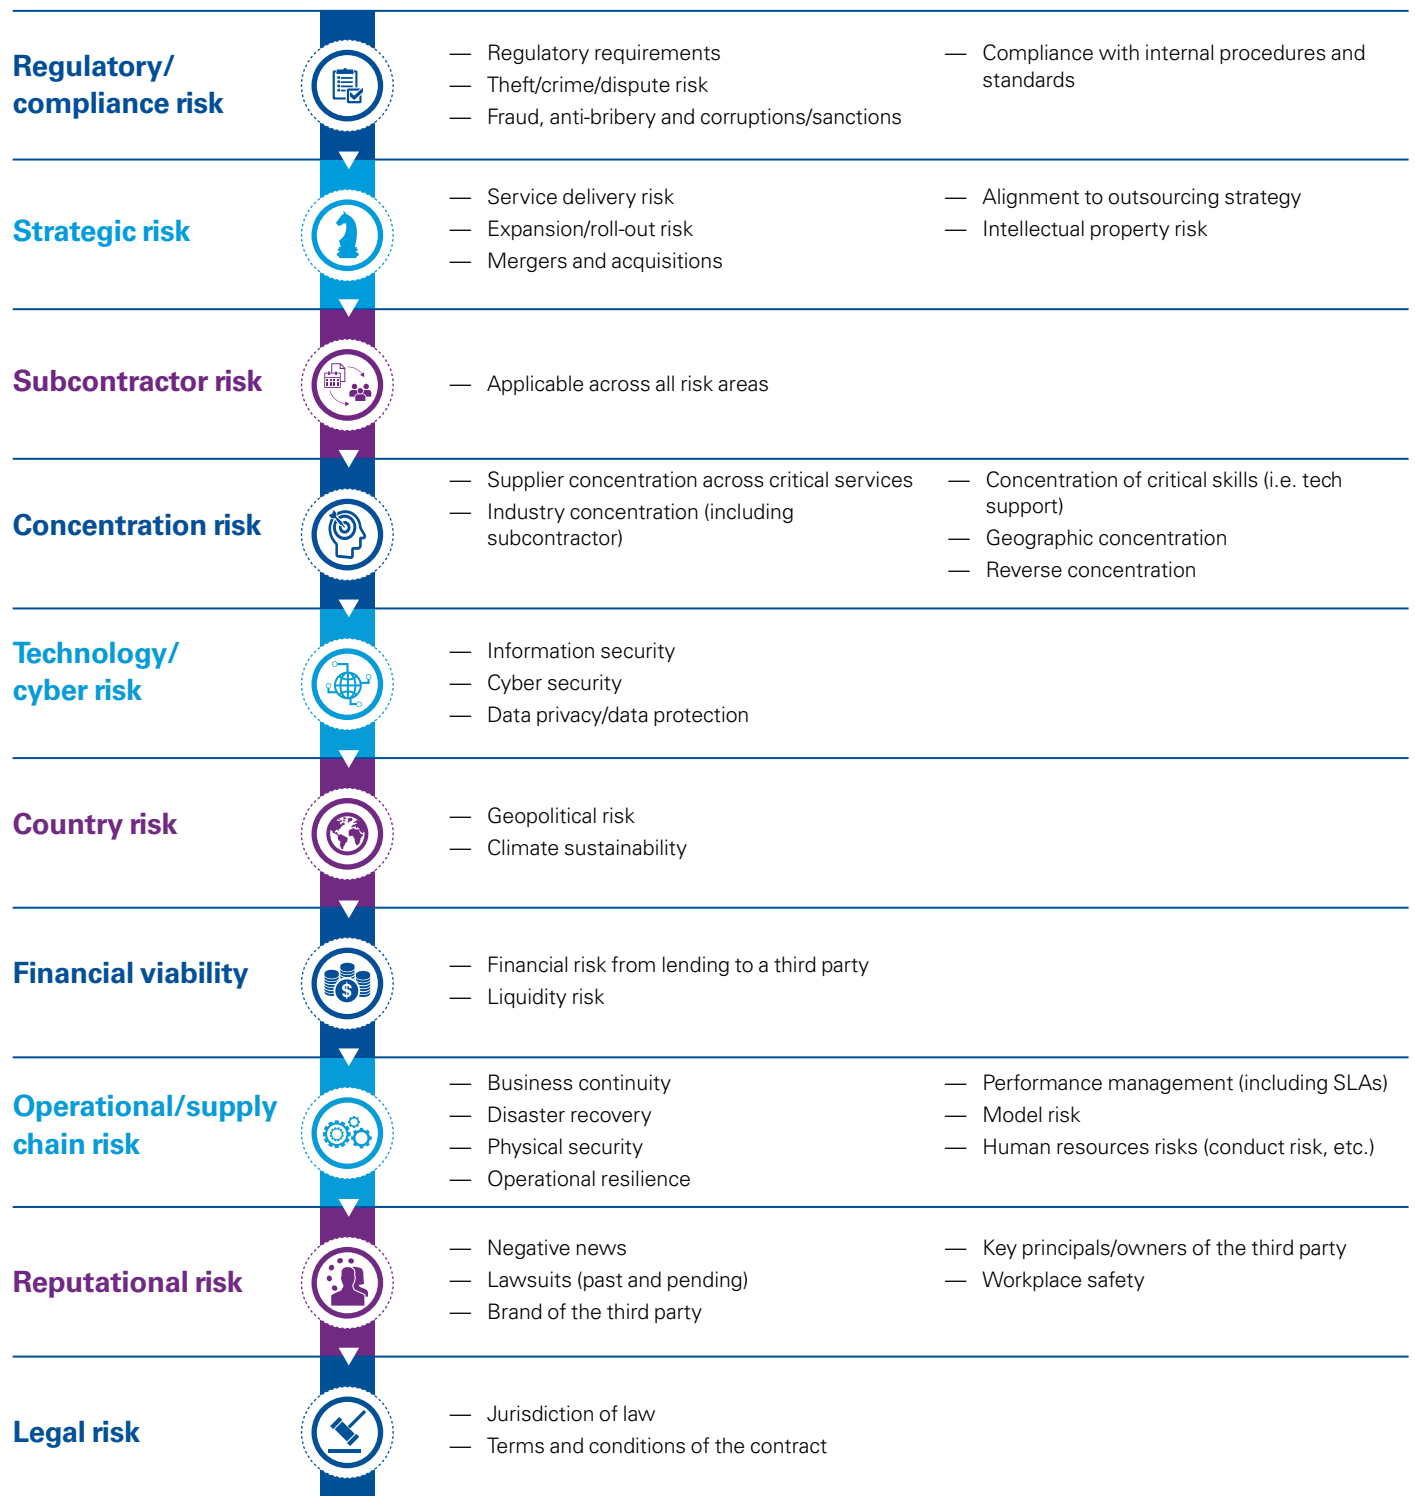 Regulatory/
compliance risk
— Regulatory requirements
— Theft/crime/dispute risk
— Fraud, anti-bribery and corruptions/sanctions
— Compliance with internal procedures and
standards
Strategic risk
— Service delivery risk
— Expansion/roll-out risk
— Mergers and acquisitions
— Alignment to outsourcing strategy
— Intellectual property risk
Subcontractor risk
— Applicable across all risk areas
Concentration risk
— Supplier concentration across critical services
— Industry concentration (including
subcontractor)
— Concentration of critical skills (i.e. tech
support)
— Geographic concentration
— Reverse concentration
Technology/
cyber risk
— Information security
— Cyber security
— Data privacy/data protection
Country risk
— Geopolitical risk
— Climate sustainability
Financial viability
$
— Financial risk from lending to a third party
— Liquidity risk
Operational/supply
chain risk
— Business continuity
— Disaster recovery
— Physical security
— Operational resilience
— Performance management (including SLAs)
— Model risk
— Human resources risks (conduct risk, etc.)
Reputational risk
— Negative news
— Lawsuits (past and pending)
— Brand of the third party
— Key principals/owners of the third party
— Workplace safety
Legal risk
— Jurisdiction of law
— Terms and conditions of the contract